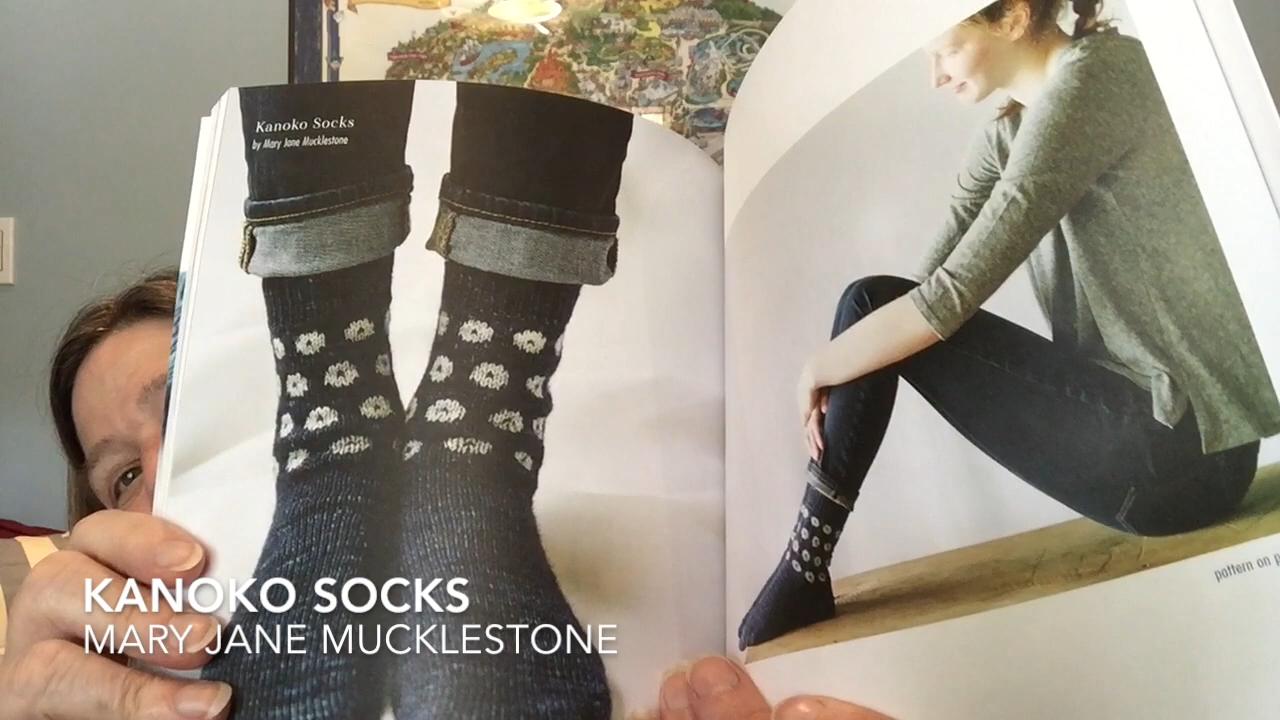 Kanoko Socks
by Mary Jane Mucklestone
pattern on
KANOKO SOCKS
MARY JANE MUCKLESTONE